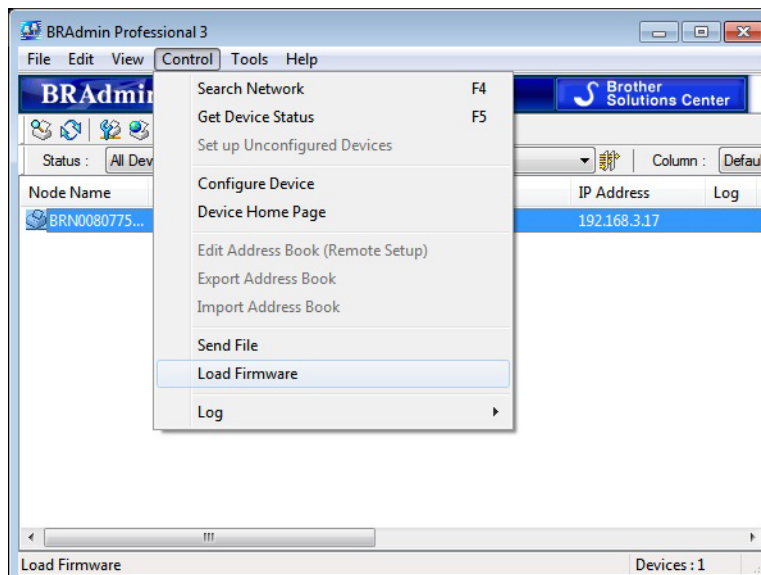 BRAdmin Professional 3
File Edit View Control Tools Help
BRAdmi
Brother
Solutions Center
Search Network F4
Get Device Status F5
Set up Unconfigured Devices
Configure Device
Device Home Page
Edit Address Book (Remote Setup)
Export Address Book
Import Address Book
Send File
Load Firmware
Log
Status : All Dev
Column : Defau
Node Name IP Address Log
BRN0080775... 192.168.3.17
Load Firmware Devices : 1